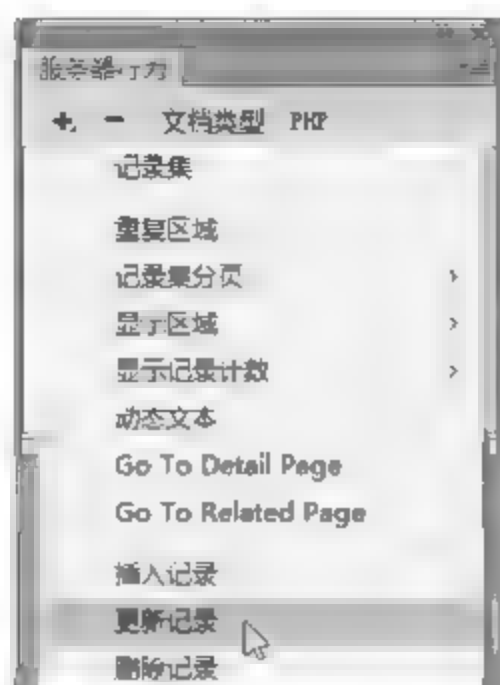 服务器行为
文档类型 PHP
记录集
重复区域
记录集分页
显示区域
显示记录计数
动态文本
Go To Detail Page
Go To Related Page
插入记录
更新记录
删除记录